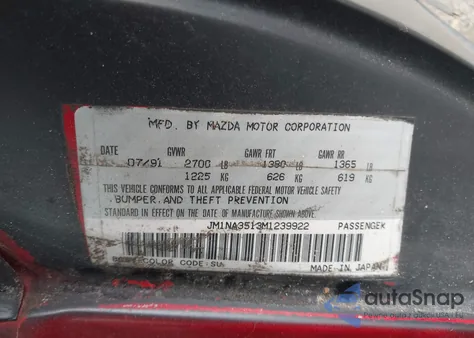 MFD. BY MAZDA MOTOR CORPORATION
DATE GVWR GAWR FRT GAWR RR
07/91 2700 LB 1380 LB 1365 LB
1225 KG 626 KG 619 KG
THIS VEHICLE CONFORMS TO ALL APPLICABLE FEDERAL MOTOR VEHICLE SAFETY
BUMPER, AND THEFT PREVENTION
STANDARD IN EFFECT ON THE DATE OF MANUFACTURE SHOWN ABOVE.
JM1NA3513M1239922 PASSENGER
COLOR CODE:SU MADE IN JAPAN
autoSnap